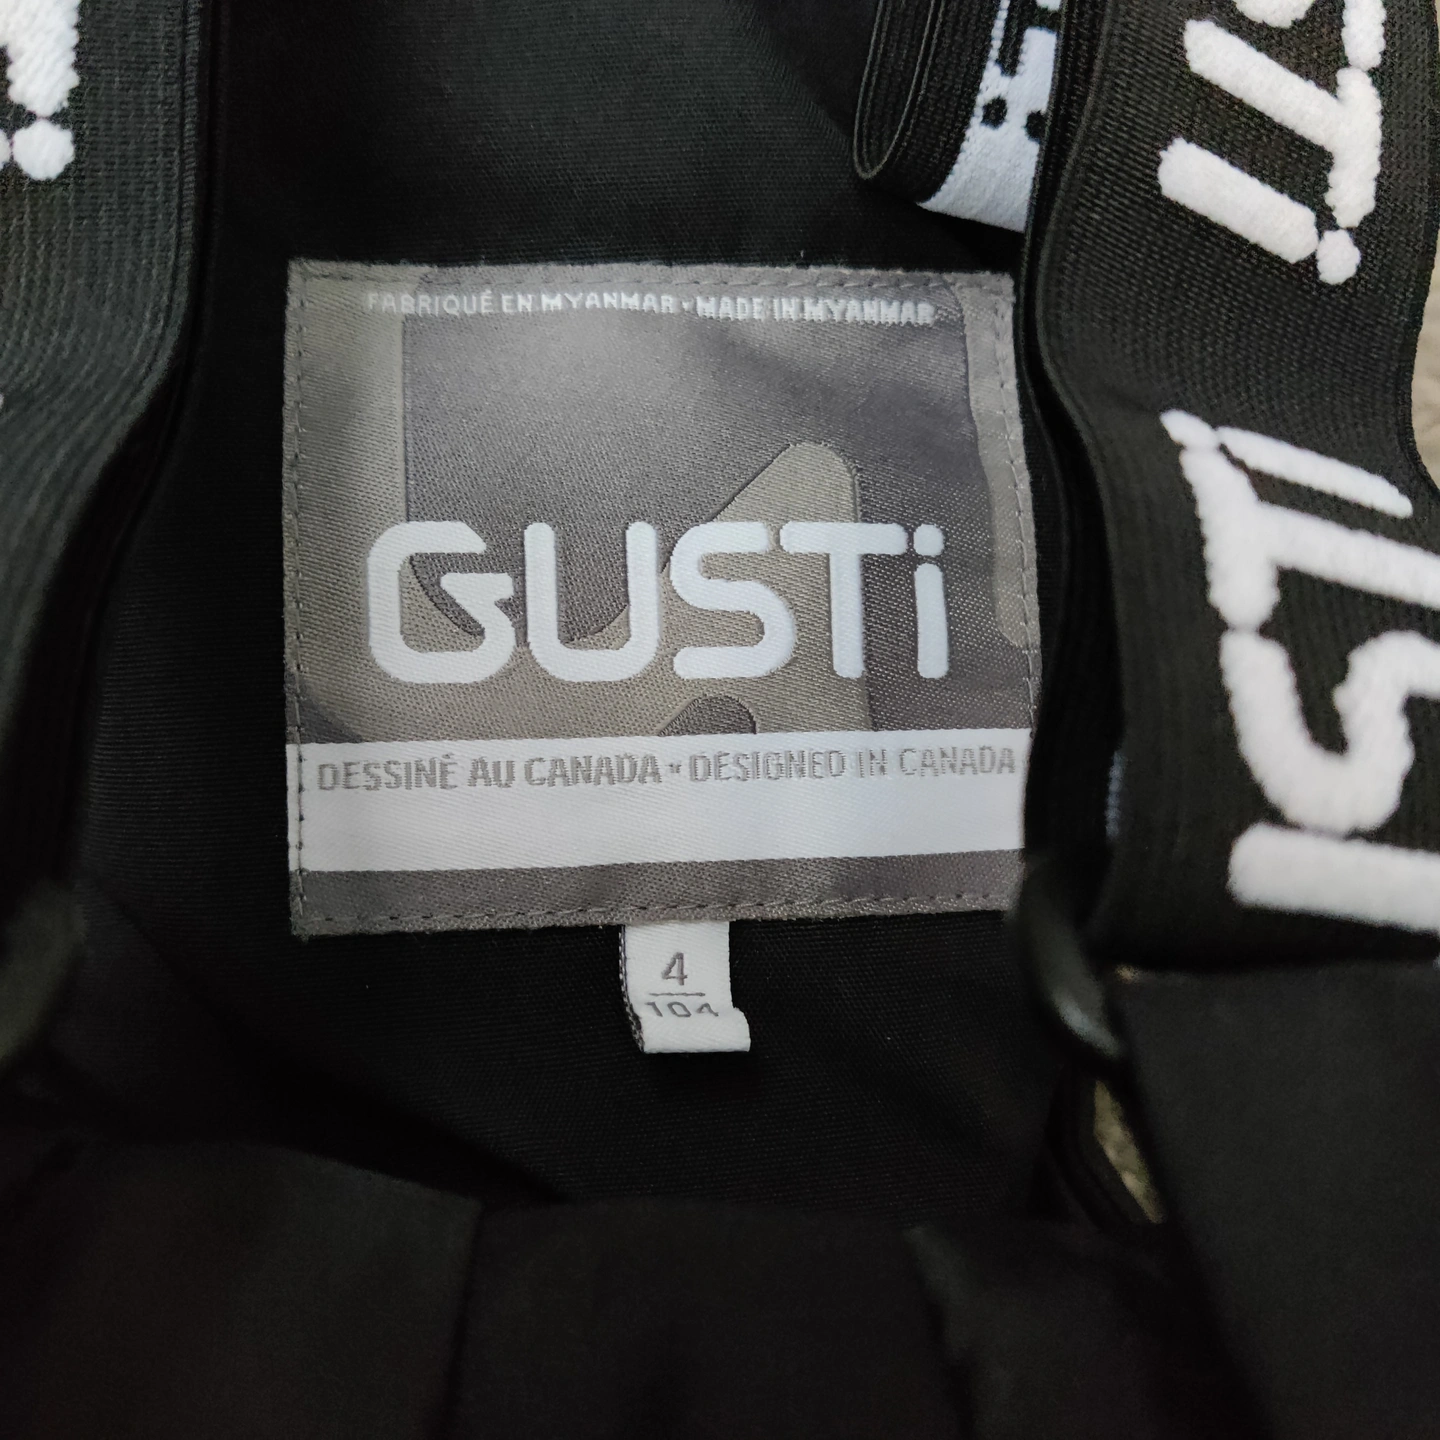 FABRIQUÉ EN MYANMAR • MADE IN MYANMAR
GUSTi
DESSINÉ AU CANADA • DESIGNED IN CANADA
4
104